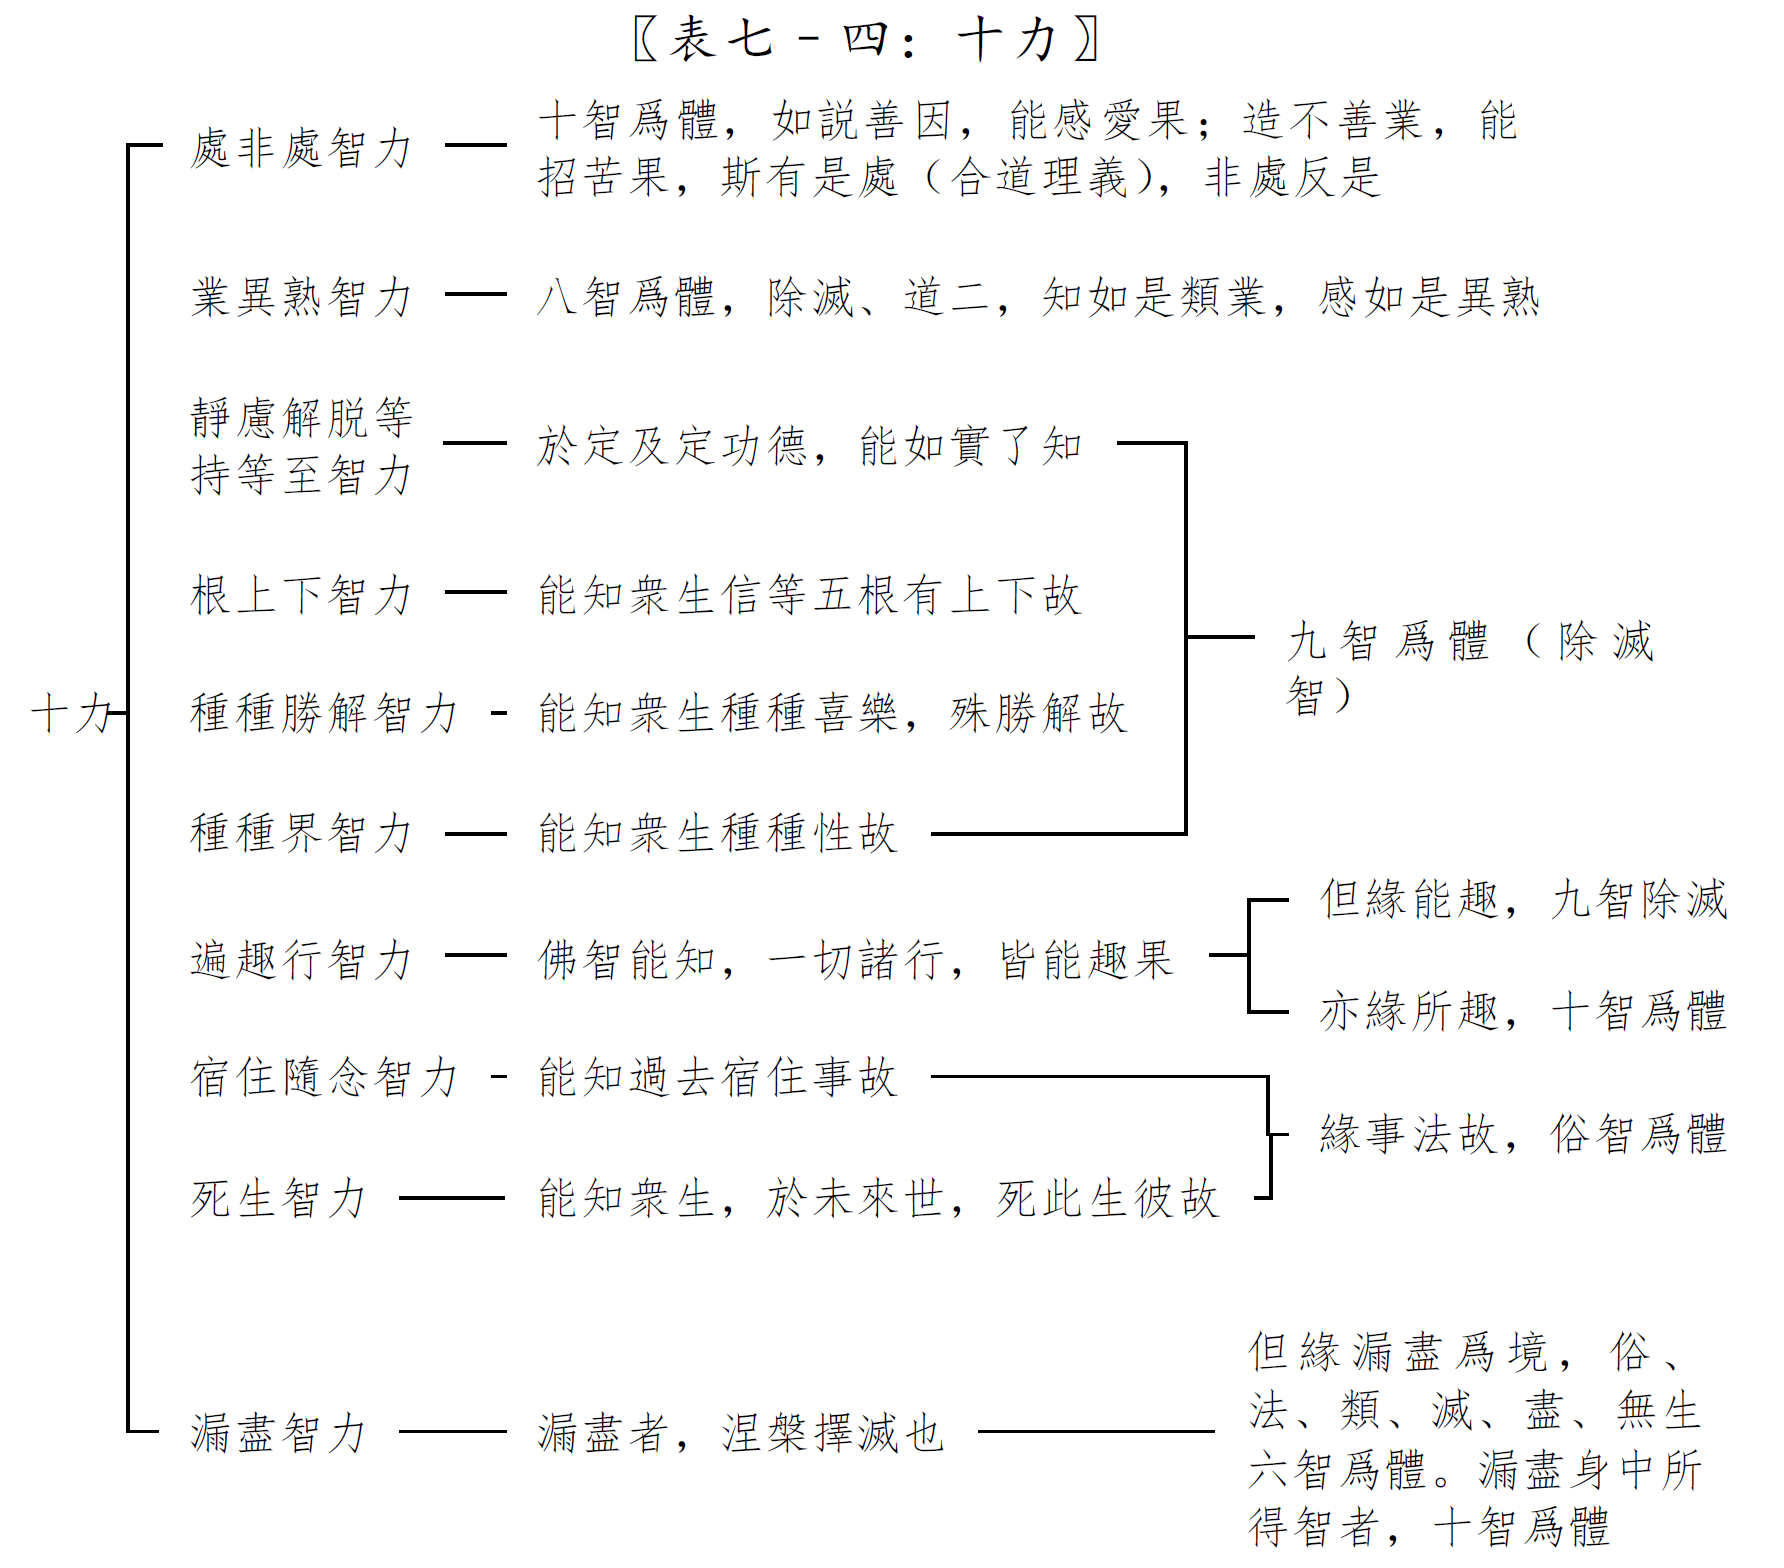 〖表七–四：十力〗
十力
處非處智力
十智爲體，如説善因，能感愛果；造不善業，能
招苦果，斯有是處（合道理義），非處反是
業異熟智力
八智爲體，除滅、道二，知如是類業，感如是異熟
靜慮解脱等
持等至智力
於定及定功德，能如實了知
根上下智力
能知衆生信等五根有上下故
種種勝解智力
能知衆生種種喜樂，殊勝解故
種種界智力
能知衆生種種性故
九智爲體（除滅
智）
遍趣行智力
佛智能知，一切諸行，皆能趣果
但緣能趣，九智除滅
亦緣所趣，十智爲體
宿住隨念智力
能知過去宿住事故
死生智力
能知衆生，於未來世，死此生彼故
緣事法故，俗智爲體
漏盡智力
漏盡者，涅槃擇滅也
但緣漏盡爲境，俗、
法、類、滅、盡、無生
六智爲體。漏盡身中所
得智者，十智爲體